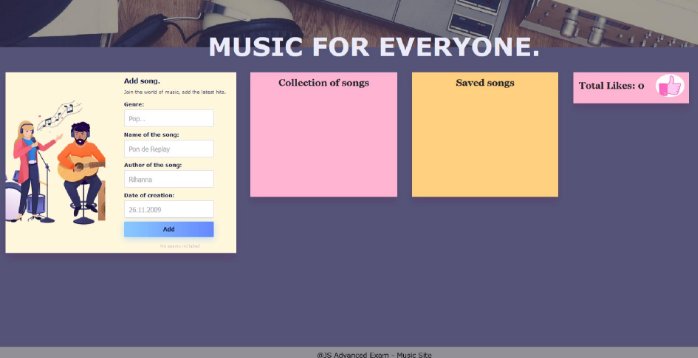 MUSIC FOR EVERYONE.
Add song.
Join the world of music, add the latest hits.
Genre:
Pop...
Name of the song:
Pon de Replay
Author of the song:
Rihanna
Date of creation:
26.11.2009
Add
Collection of songs
Saved songs
Total Likes: 0
@JS Advanced Exam - Music Site